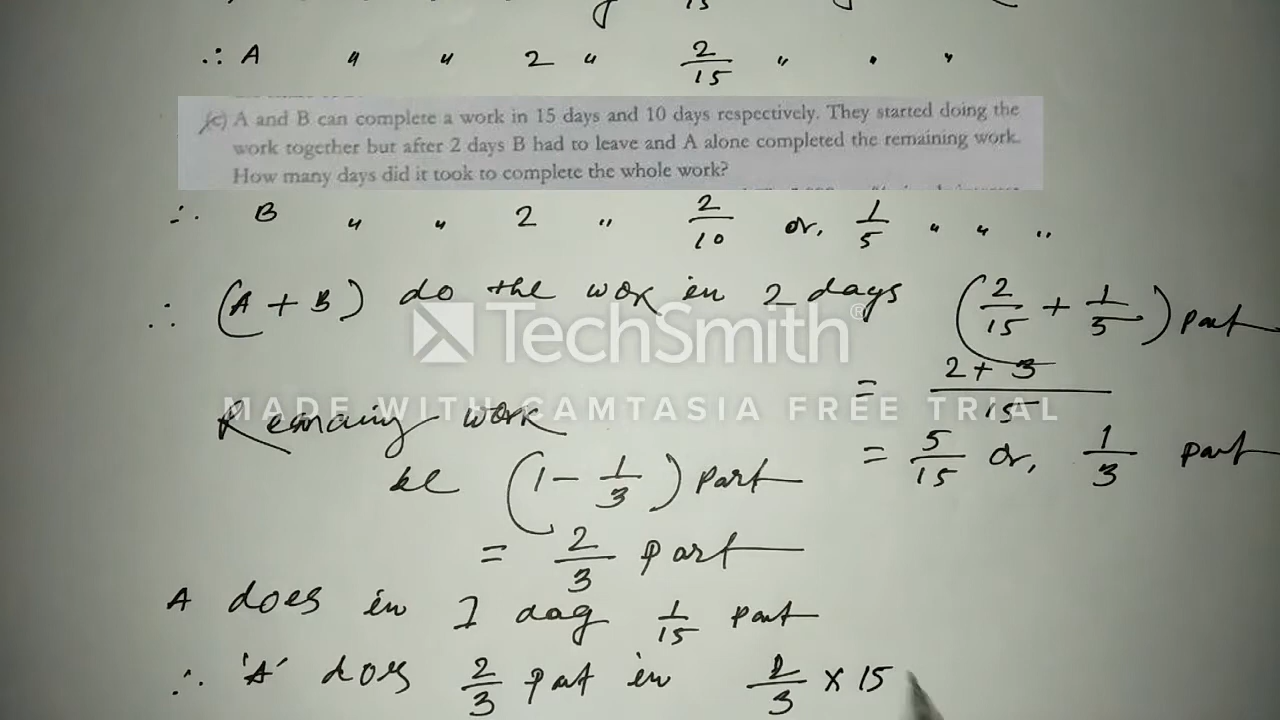 15
∴ A " " 2 " 2/15 " " "
(c) A and B can complete a work in 15 days and 10 days respectively. They started doing the
work together but after 2 days B had to leave and A alone completed the remaining work.
How many days did it took to complete the whole work?
∴ B " " 2 " 2/10 or, 1/5 " " "
∴ (A + B) do the wor in 2 days (2/15 + 1/5) part
TechSmith®
= 2 + 3 / 15
MADE WITH CAMTASIA FREE TRIAL
Remaing work
= 5/15 or, 1/3 part
be (1 - 1/3) part
= 2/3 part
A does in 1 day 1/15 part
∴ 'A' does 2/3 part in 2/3 × 15